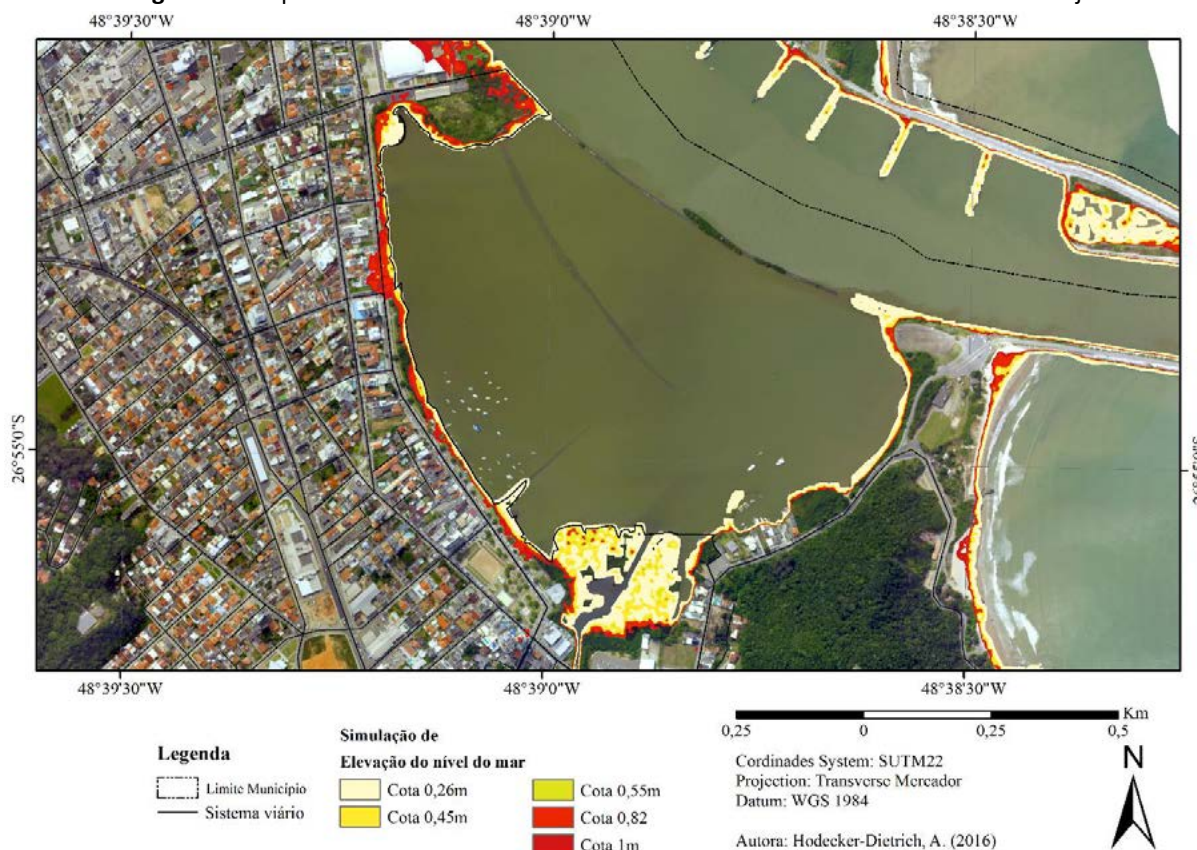 48°39'30"W 48°39'0"W 48°38'30"W
26°55'0"S
48°39'30"W 48°39'0"W 48°38'30"W
Km
0,25 0 0,25 0,5
Legenda
Limite Município
Sistema viário
Simulação de
Elevação do nível do mar
Cota 0,26m
Cota 0,45m
Cota 0,55m
Cota 0,82
Cota 1m
Cordinades System: SUTM22
Projection: Transverse Mercador
Datum: WGS 1984
Autora: Hodecker-Dietrich, A. (2016)
N